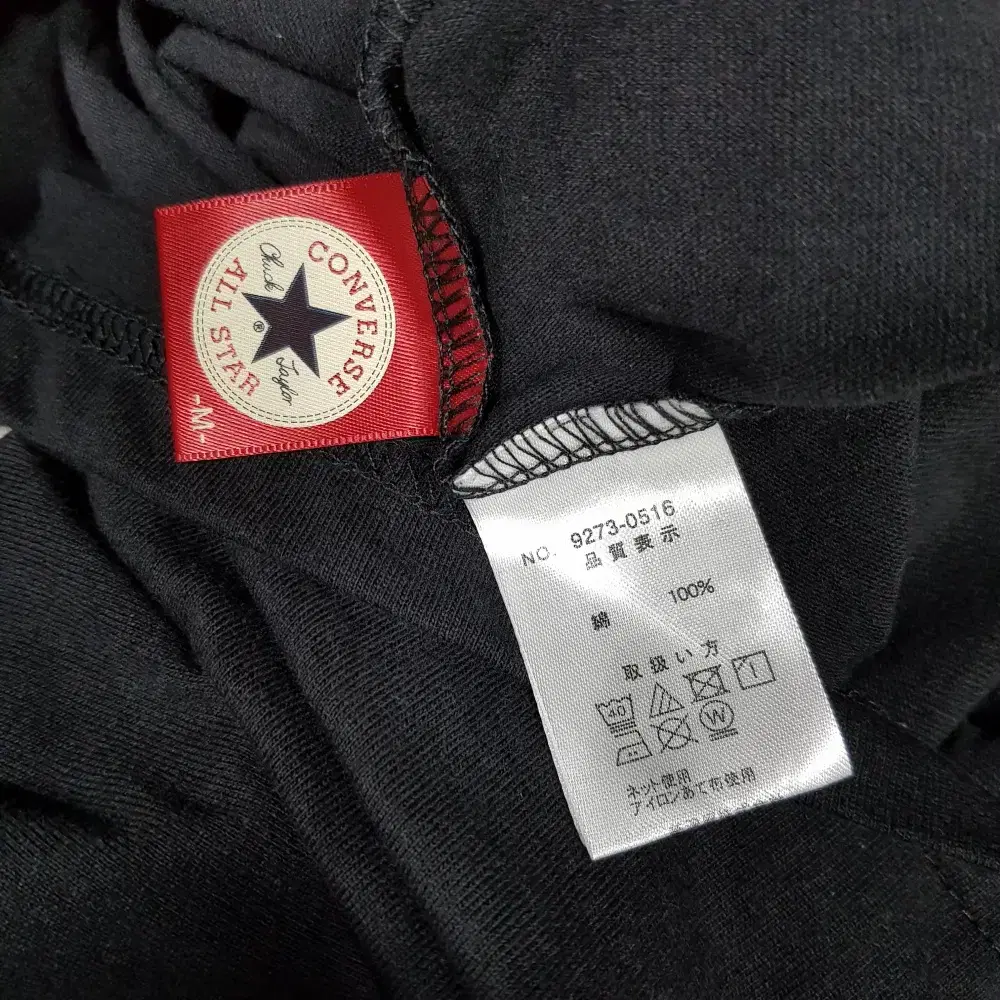 CONVERSE
Chuck Taylor
®
ALL STAR
-M-
NO. 9273-0516
品質表示
綿 100%
取扱い方
40
W
ネット使用
アイロンあて布使用